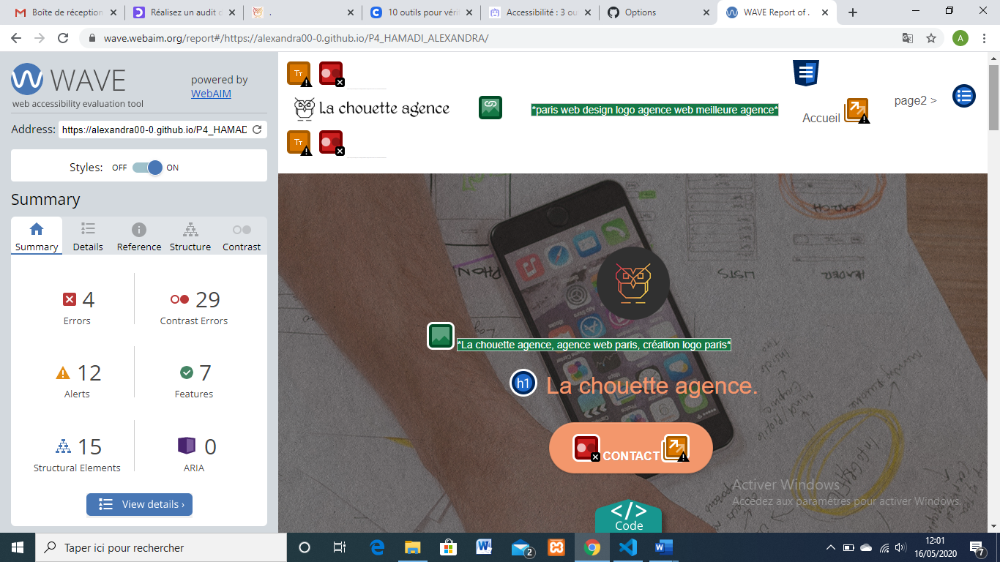 Boîte de réception
Réalisez un audit d
.
10 outils pour véri
Accessibilité : 3 ou
Options
WAVE Report of .
wave.webaim.org/report#/https://alexandra00-0.github.io/P4_HAMADI_ALEXANDRA/
A
WAVE
web accessibility evaluation tool
powered by
WebAIM
Address: https://alexandra00-0.github.io/P4_HAMAD
Styles: OFF ON
Summary
Summary Details Reference Structure Contrast
4 Errors
29 Contrast Errors
12 Alerts
7 Features
15 Structural Elements
0 ARIA
View details ›
La chouette agence
*paris web design logo agence web meilleure agence*
Accueil
page2 >
SEARCH
LISTS
HEADER
*La chouette agence, agence web paris, création logo paris*
h1 La chouette agence.
CONTACT
</>
Code
Activer Windows
Accédez aux paramètres pour activer Windows.
Taper ici pour rechercher
2
12:01
16/05/2020
7